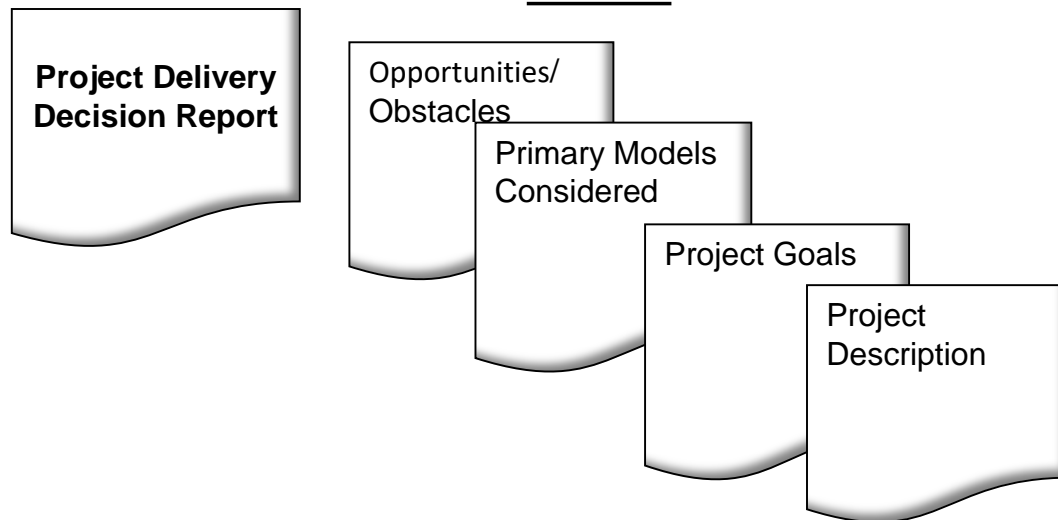 Project Delivery
Decision Report
Opportunities/
Obstacles
Primary Models
Considered
Project Goals
Project
Description